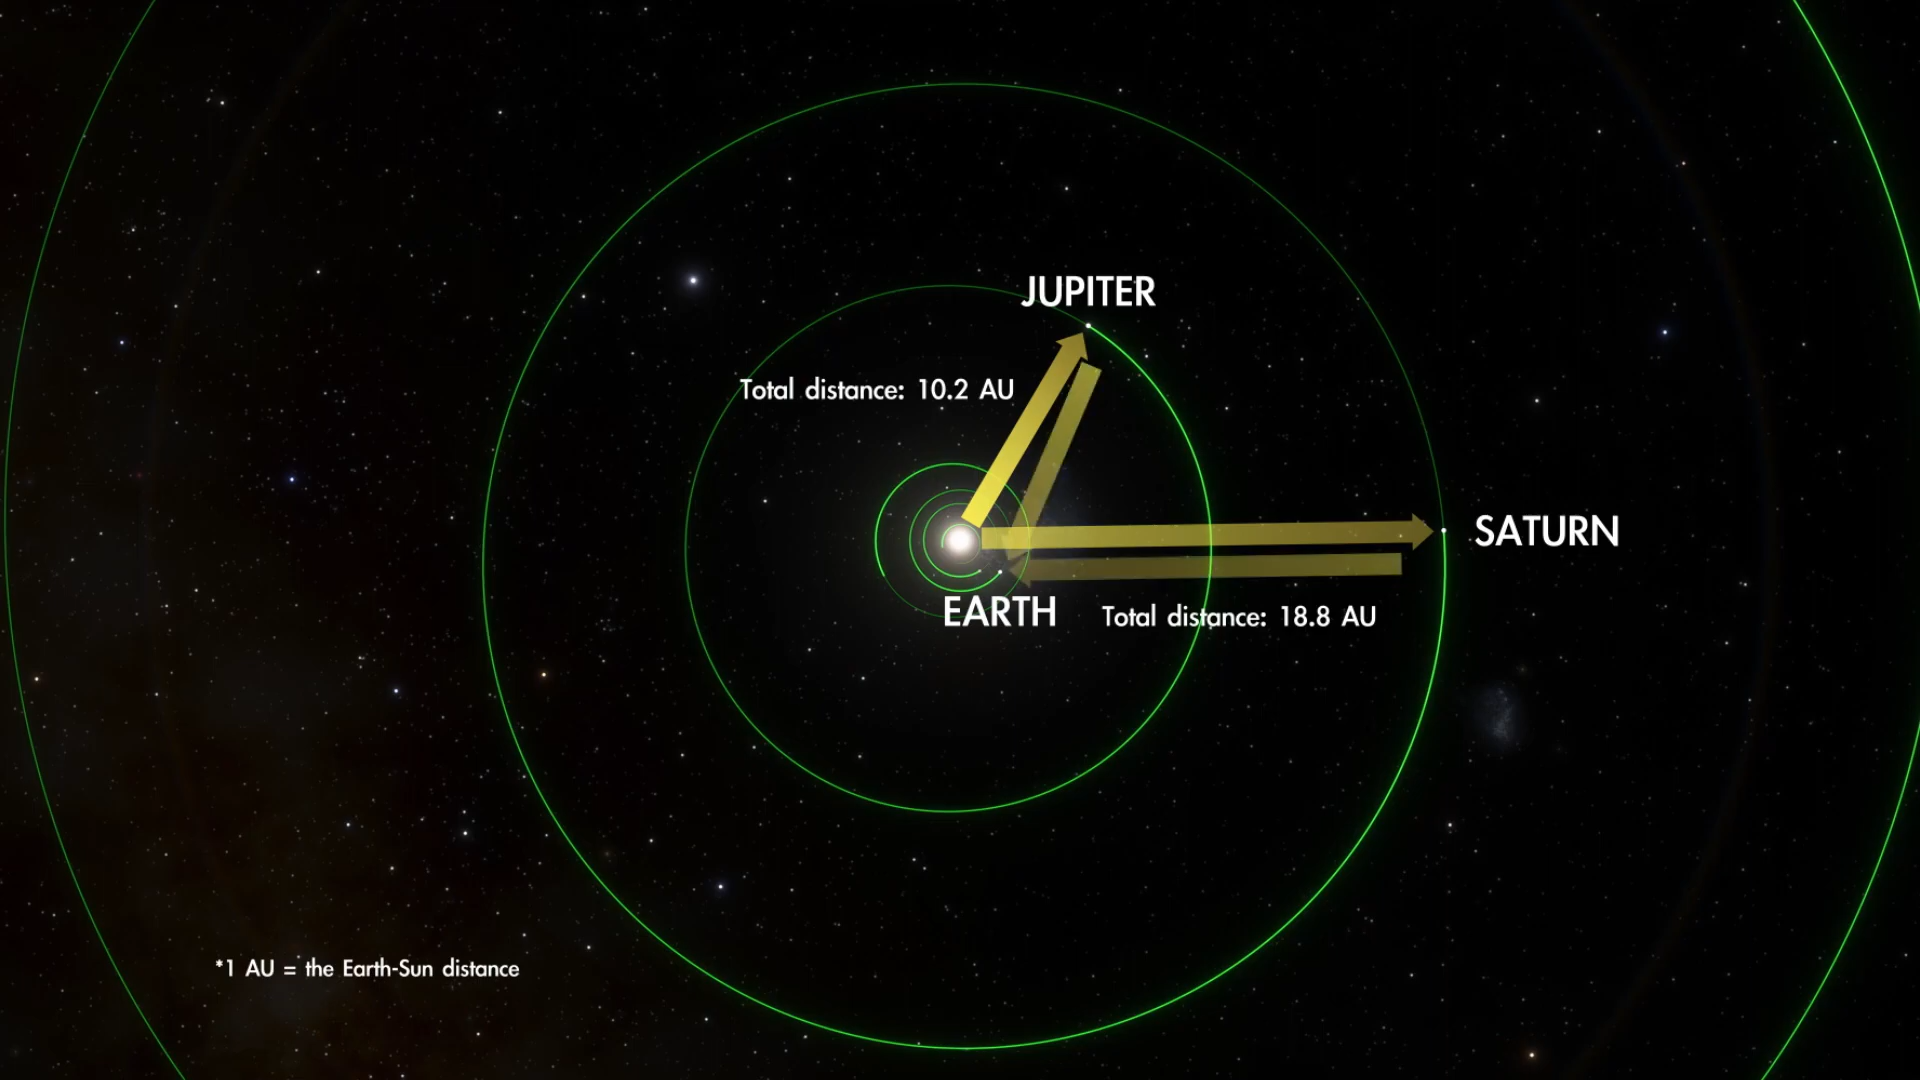 JUPITER
Total distance: 10.2 AU
SATURN
EARTH
Total distance: 18.8 AU
*1 AU = the Earth-Sun distance